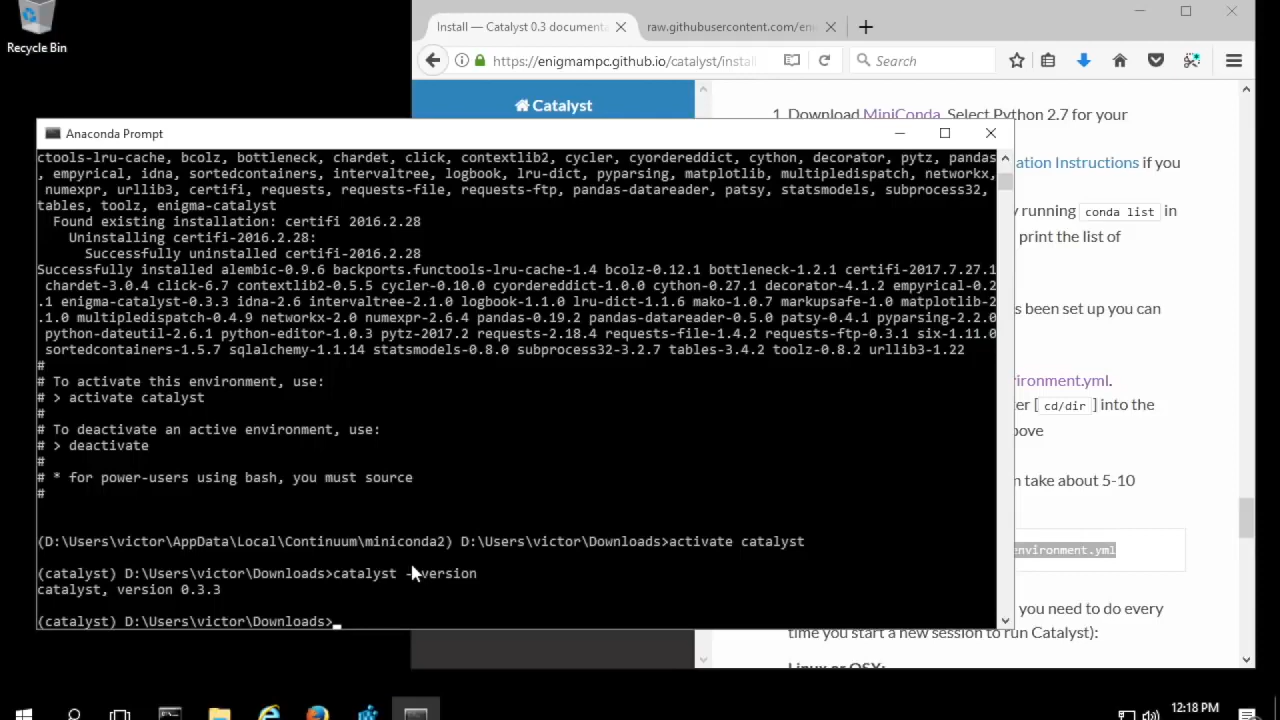 Recycle Bin
Install — Catalyst 0.3 documenta
raw.githubusercontent.com/en
https://enigmampc.github.io/catalyst/instal
Search
Catalyst
1. Download MiniConda. Select Python 2.7 for your
ation Instructions if you
y running conda list in
print the list of
s been set up you can
ironment.yml.
ter [ cd/dir ] into the
ove
n take about 5-10
environment.yml
you need to do every
time you start a new session to run Catalyst):
Linux or OSX:
Anaconda Prompt
ctools-lru-cache, bcolz, bottleneck, chardet, click, contextlib2, cycler, cyordereddict, cython, decorator, pytz, pandas
, empyrical, idna, sortedcontainers, intervaltree, logbook, lru-dict, pyparsing, matplotlib, multipledispatch, networkx,
numexpr, urllib3, certifi, requests, requests-file, requests-ftp, pandas-datareader, patsy, statsmodels, subprocess32,
tables, toolz, enigma-catalyst
Found existing installation: certifi 2016.2.28
Uninstalling certifi-2016.2.28:
Successfully uninstalled certifi-2016.2.28
Successfully installed alembic-0.9.6 backports.functools-lru-cache-1.4 bcolz-0.12.1 bottleneck-1.2.1 certifi-2017.7.27.1
chardet-3.0.4 click-6.7 contextlib2-0.5.5 cycler-0.10.0 cyordereddict-1.0.0 cython-0.27.1 decorator-4.1.2 empyrical-0.2
.1 enigma-catalyst-0.3.3 idna-2.6 intervaltree-2.1.0 logbook-1.1.0 lru-dict-1.1.6 mako-1.0.7 markupsafe-1.0 matplotlib-2
.1.0 multipledispatch-0.4.9 networkx-2.0 numexpr-2.6.4 pandas-0.19.2 pandas-datareader-0.5.0 patsy-0.4.1 pyparsing-2.2.0
python-dateutil-2.6.1 python-editor-1.0.3 pytz-2017.2 requests-2.18.4 requests-file-1.4.2 requests-ftp-0.3.1 six-1.11.0
sortedcontainers-1.5.7 sqlalchemy-1.1.14 statsmodels-0.8.0 subprocess32-3.2.7 tables-3.4.2 toolz-0.8.2 urllib3-1.22
#
# To activate this environment, use:
# > activate catalyst
#
# To deactivate an active environment, use:
# > deactivate
#
# * for power-users using bash, you must source
#
(D:\Users\victor\AppData\Local\Continuum\miniconda2) D:\Users\victor\Downloads>activate catalyst
(catalyst) D:\Users\victor\Downloads>catalyst --version
catalyst, version 0.3.3
(catalyst) D:\Users\victor\Downloads>
12:18 PM